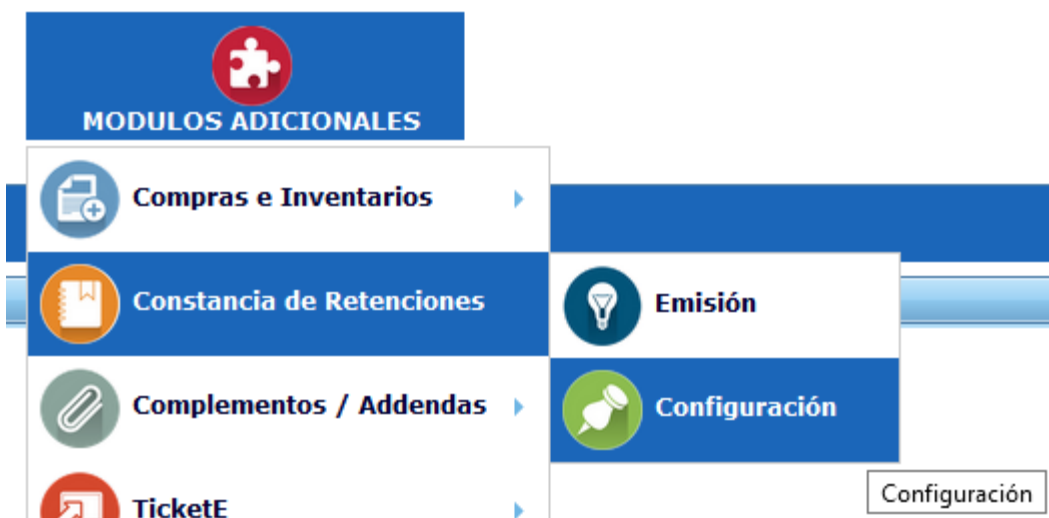 MODULOS ADICIONALES
Compras e Inventarios
Constancia de Retenciones
Emisión
Complementos / Addendas
Configuración
TicketE
Configuración